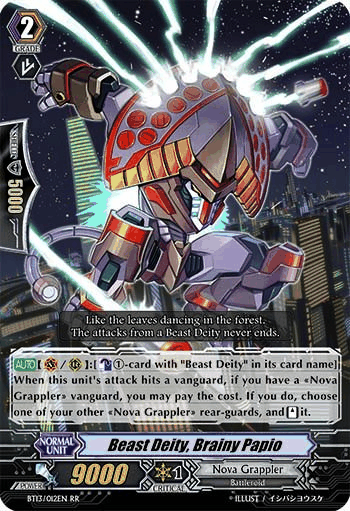 2
GRADE
SHIELD
5000
Like the leaves dancing in the forest.
The attacks from a Beast Deity never ends.
AUTO [ / ]:[ ①-card with "Beast Deity" in its card name]
When this unit's attack hits a vanguard, if you have a «Nova
Grappler» vanguard, you may pay the cost. If you do, choose
one of your other «Nova Grappler» rear-guards, and it.
NORMAL UNIT
Beast Deity, Brainy Papio
POWER 9000
1 CRITICAL
Nova Grappler
Battleroid
BT13/012EN RR
© ILLUST / イシバシヨウスケ